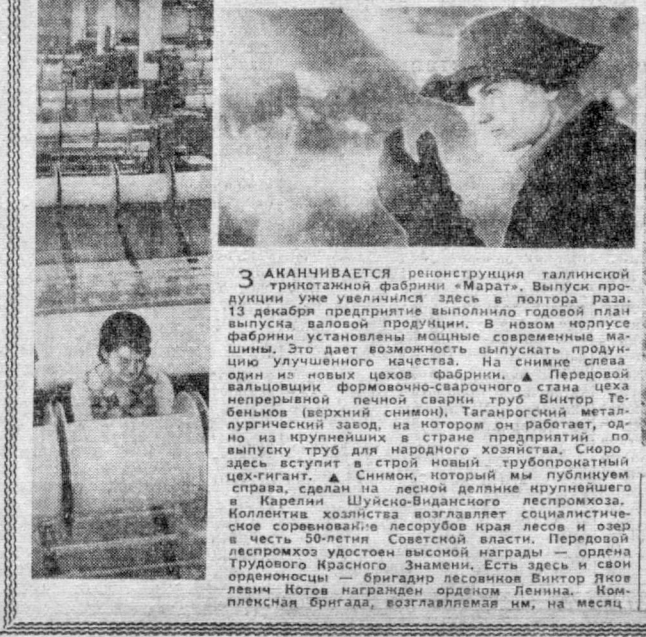 ЗАКАНЧИВАЕТСЯ реконструкция таллинской
трикотажной фабрики «Марат». Выпуск про-
дукции уже увеличился здесь в полтора раза.
13 декабря предприятие выполнило годовой план
выпуска валовой продукции. В новом корпусе
фабрики установлены мощные современные ма-
шины. Это дает возможность выпускать продук-
цию улучшенного качества. На снимке слева
один из новых цехов фабрики. ▲ Передовой
вальцовщик формовочно-сварочного стана цеха
непрерывной печной сварки труб Виктор Те-
беньков (верхний снимок). Таганрогский метал-
лургический завод, на котором он работает, од-
но из крупнейших в стране предприятий по
выпуску труб для народного хозяйства. Скоро
здесь вступит в строй новый трубопрокатный
цех-гигант. ▲ Снимок, который мы публикуем
справа, сделан на лесной делянке крупнейшего
в Карелии Шуйско-Виданского леспромхоза.
Коллектив хозяйства возглавляет социалистиче-
ское соревнование лесорубов края лесов и озер
в честь 50-летия Советской власти. Передовой
леспромхоз удостоен высокой награды — ордена
Трудового Красного Знамени. Есть здесь и свои
орденоносцы — бригадир лесовиков Виктор Яков
левич Котов награжден орденом Ленина. Ком-
плексная бригада, возглавляемая им, на месяц